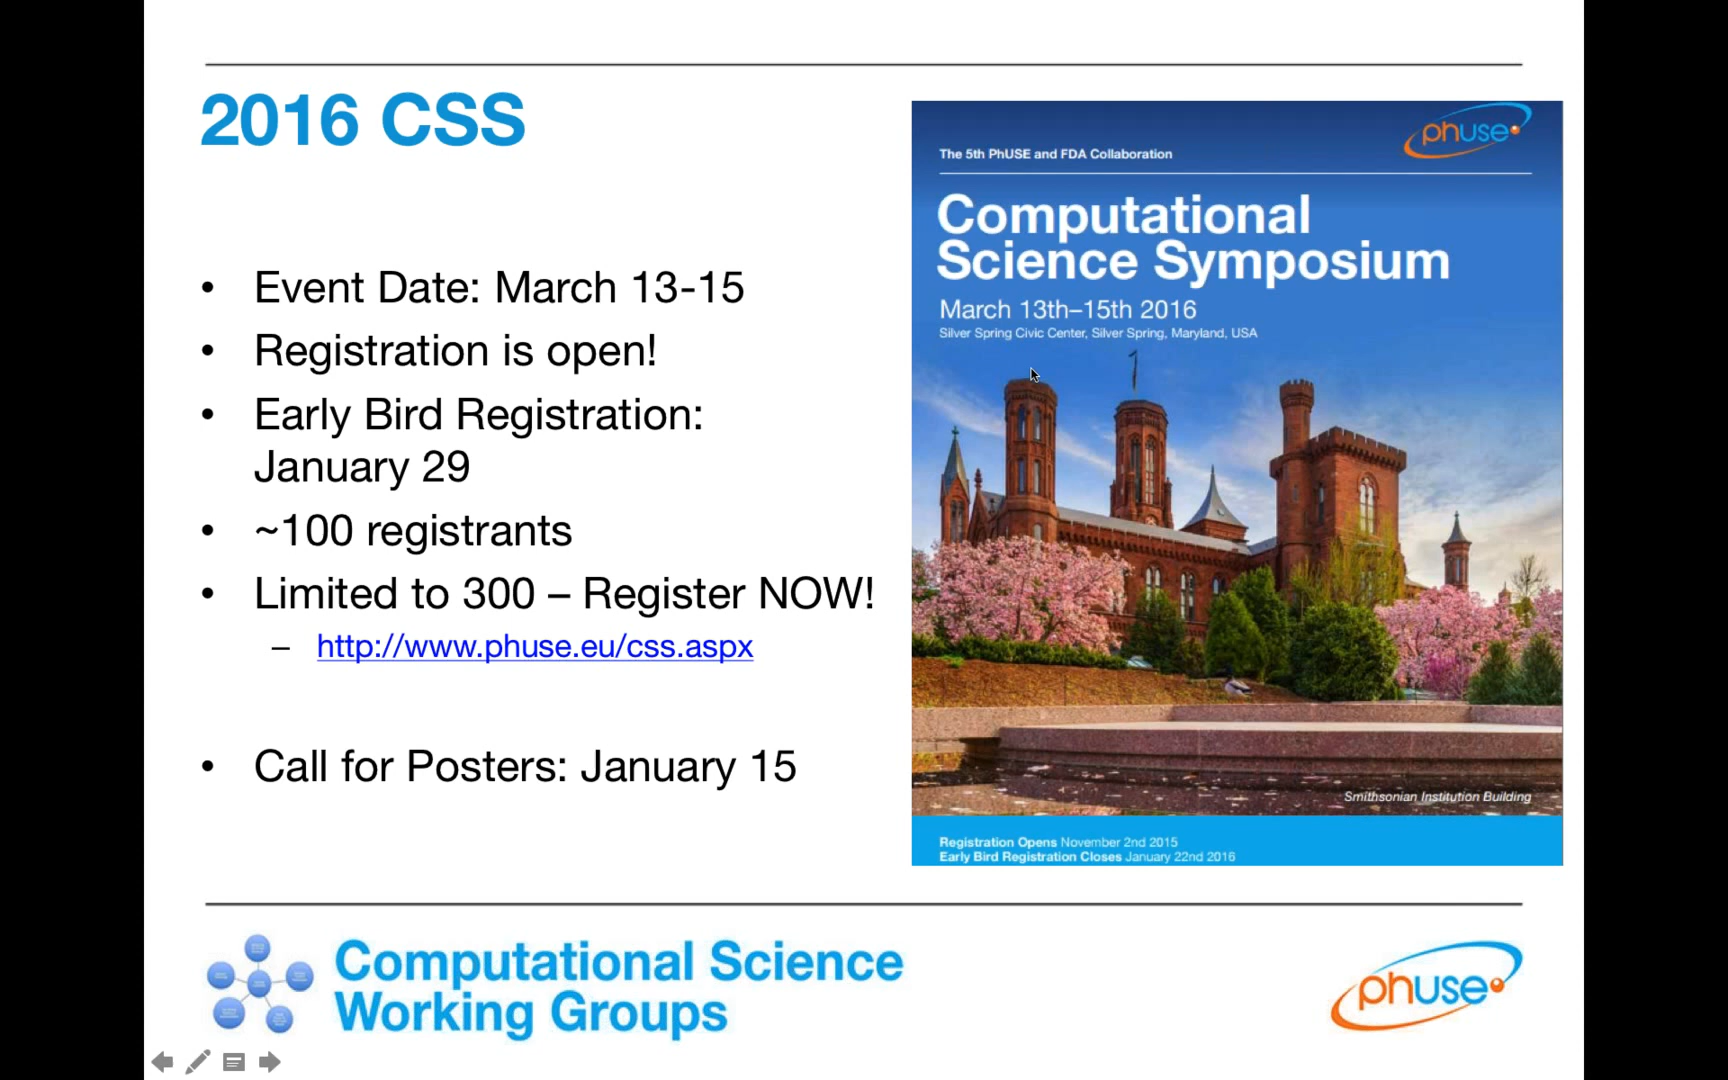 2016 CSS
• Event Date: March 13-15
• Registration is open!
• Early Bird Registration:
January 29
• ~100 registrants
• Limited to 300 – Register NOW!
– http://www.phuse.eu/css.aspx
• Call for Posters: January 15
phuse
The 5th PhUSE and FDA Collaboration
Computational
Science Symposium
March 13th–15th 2016
Silver Spring Civic Center, Silver Spring, Maryland, USA
Smithsonian Institution Building
Registration Opens November 2nd 2015
Early Bird Registration Closes January 22nd 2016
Computational Science
Working Groups
phuse